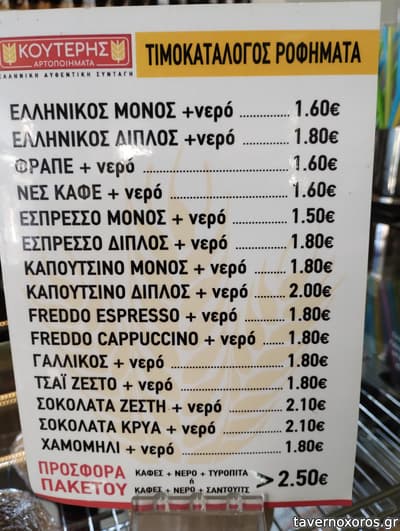 ΚΟΥΤΕΡΗΣ
ΑΡΤΟΠΟΙΗΜΑΤΑ
ΕΛΛΗΝΙΚΗ ΑΥΘΕΝΤΙΚΗ ΣΥΝΤΑΓΗ
ΤΙΜΟΚΑΤΑΛΟΓΟΣ ΡΟΦΗΜΑΤΑ
ΕΛΛΗΝΙΚΟΣ ΜΟΝΟΣ +νερό ............ 1.60€
ΕΛΛΗΝΙΚΟΣ ΔΙΠΛΟΣ +νερό ........... 1.80€
ΦΡΑΠΕ + νερό ............ 1.60€
ΝΕΣ ΚΑΦΕ + νερό ............ 1.60€
ΕΣΠΡΕΣΣΟ ΜΟΝΟΣ + νερό ............ 1.50€
ΕΣΠΡΕΣΣΟ ΔΙΠΛΟΣ + νερό ............ 1.80€
ΚΑΠΟΥΤΣΙΝΟ ΜΟΝΟΣ + νερό ......... 1.80€
ΚΑΠΟΥΤΣΙΝΟ ΔΙΠΛΟΣ + νερό ........ 2.00€
FREDDO ESPRESSO + νερό ............ 1.80€
FREDDO CAPPUCCINO + νερό ......... 1.80€
ΓΑΛΛΙΚΟΣ + νερό ............ 1.80€
ΤΣΑΪ ΖΕΣΤΟ + νερό ............ 1.80€
ΣΟΚΟΛΑΤΑ ΖΕΣΤΗ + νερό ............ 2.10€
ΣΟΚΟΛΑΤΑ ΚΡΥΑ + νερό ............ 2.10€
ΧΑΜΟΜΗΛΙ + νερό ............ 1.80€
ΠΡΟΣΦΟΡΑ ΠΑΚΕΤΟΥ
ΚΑΦΕΣ + ΝΕΡΟ + ΤΥΡΟΠΙΤΑ
ή
ΚΑΦΕΣ + ΝΕΡΟ + ΣΑΝΤΟΥΙΤΣ
> 2.50€
tavernoxoros.gr